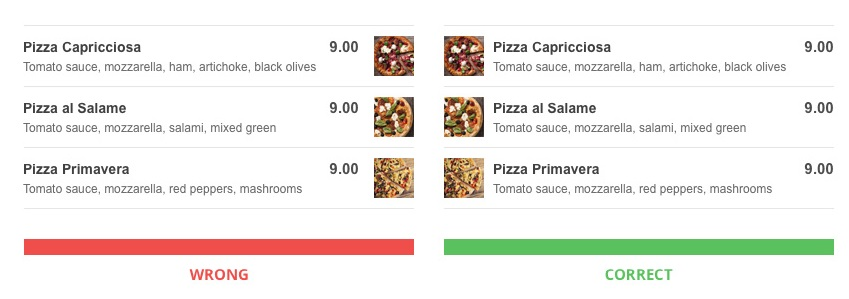 Pizza Capricciosa 9.00
Tomato sauce, mozzarella, ham, artichoke, black olives
Pizza al Salame 9.00
Tomato sauce, mozzarella, salami, mixed green
Pizza Primavera 9.00
Tomato sauce, mozzarella, red peppers, mashrooms
WRONG
Pizza Capricciosa 9.00
Tomato sauce, mozzarella, ham, artichoke, black olives
Pizza al Salame 9.00
Tomato sauce, mozzarella, salami, mixed green
Pizza Primavera 9.00
Tomato sauce, mozzarella, red peppers, mashrooms
CORRECT